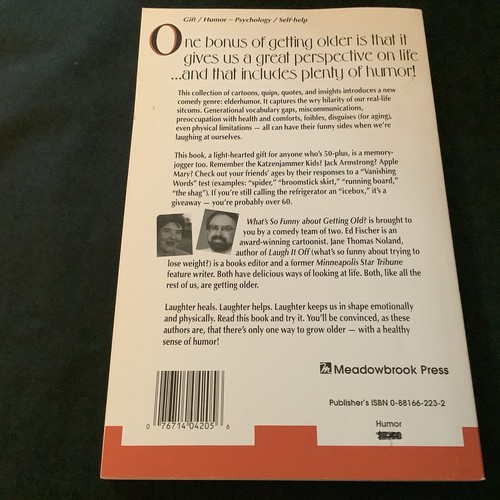 Gift / Humor – Psychology / Self-help
One bonus of getting older is that it
gives us a great perspective on life
...and that includes plenty of humor!
This collection of cartoons, quips, quotes, and insights introduces a new
comedy genre: elderhumor. It captures the wry hilarity of our real-life
sitcoms. Generational vocabulary gaps, miscommunications,
preoccupation with health and comforts, foibles, disguises (for aging),
even physical limitations — all can have their funny sides when we're
laughing at ourselves.
This book, a light-hearted gift for anyone who's 50-plus, is a memory-
jogger too. Remember the Katzenjammer Kids? Jack Armstrong? Apple
Mary? Check out your friends' ages by their responses to a "Vanishing
Words" test (examples: "spider," "broomstick skirt," "running board,"
"the shag"). If you're still calling the refrigerator an "icebox," it's a
giveaway — you're probably over 60.
What's So Funny about Getting Old? is brought to
you by a comedy team of two. Ed Fischer is an
award-winning cartoonist. Jane Thomas Noland,
author of Laugh It Off (what's so funny about trying to
lose weight?) is a books editor and a former Minneapolis Star Tribune
feature writer. Both have delicious ways of looking at life. Both, like all the
rest of us, are getting older.
Laughter heals. Laughter helps. Laughter keeps us in shape emotionally
and physically. Read this book and try it. You'll be convinced, as these
authors are, that there's only one way to grow older — with a healthy
sense of humor!
Meadowbrook Press
Publisher's ISBN 0-88166-223-2
Humor
0 76714 04205 6